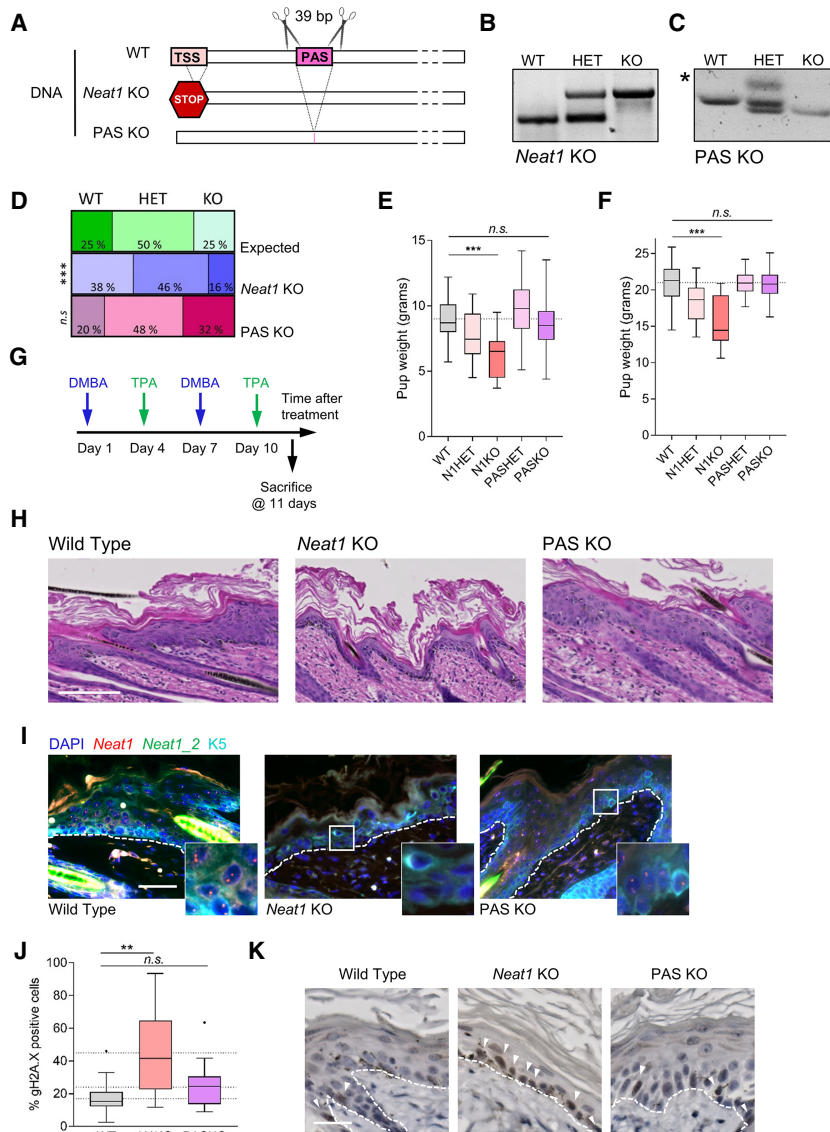 A
39 bp
WT
TSS
PAS
DNA
Neat1 KO
STOP
PAS KO
B
WT HET KO
Neat1 KO
C
WT HET KO
*
PAS KO
D
WT HET KO
25 % 50 % 25 %
Expected
***
38 % 46 % 16 %
Neat1 KO
n.s
20 % 48 % 32 %
PAS KO
E
n.s.
***
Pup weight (grams)
15
10
5
0
WT N1HET N1KO PASHET PASKO
F
n.s.
***
Pup weight (grams)
25
20
15
10
5
0
WT N1HET N1KO PASHET PASKO
G
DMBA TPA DMBA TPA
Time after
treatment
Day 1 Day 4 Day 7 Day 10
Sacrifice
@ 11 days
H
Wild Type Neat1 KO PAS KO
I
DAPI Neat1 Neat1_2 K5
Wild Type Neat1 KO PAS KO
J
**
n.s.
% gH2A.X positive cells
100
80
60
40
20
0
K
Wild Type Neat1 KO PAS KO